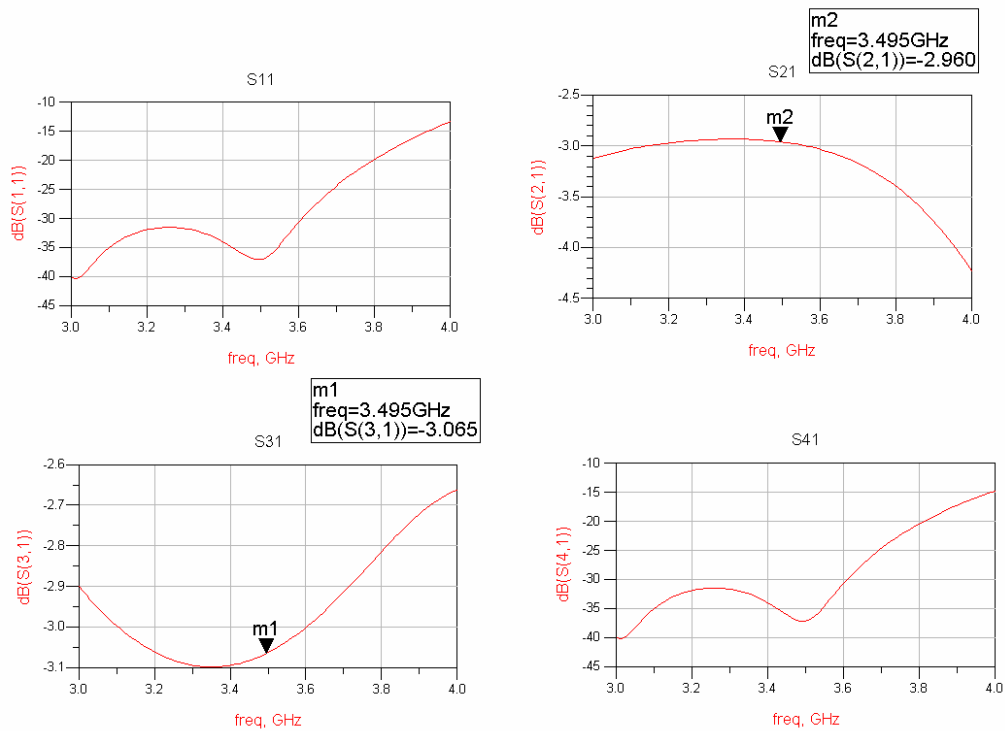 m2
freq=3.495GHz
dB(S(2,1))=-2.960
S11
dB(S(1,1))
-10
-15
-20
-25
-30
-35
-40
-45
3.0 3.2 3.4 3.6 3.8 4.0
freq, GHz
S21
dB(S(2,1))
-2.5
-3.0
-3.5
-4.0
-4.5
m2
3.0 3.2 3.4 3.6 3.8 4.0
freq, GHz
m1
freq=3.495GHz
dB(S(3,1))=-3.065
S31
dB(S(3,1))
-2.6
-2.7
-2.8
-2.9
-3.0
-3.1
m1
3.0 3.2 3.4 3.6 3.8 4.0
freq, GHz
S41
dB(S(4,1))
-10
-15
-20
-25
-30
-35
-40
-45
3.0 3.2 3.4 3.6 3.8 4.0
freq, GHz